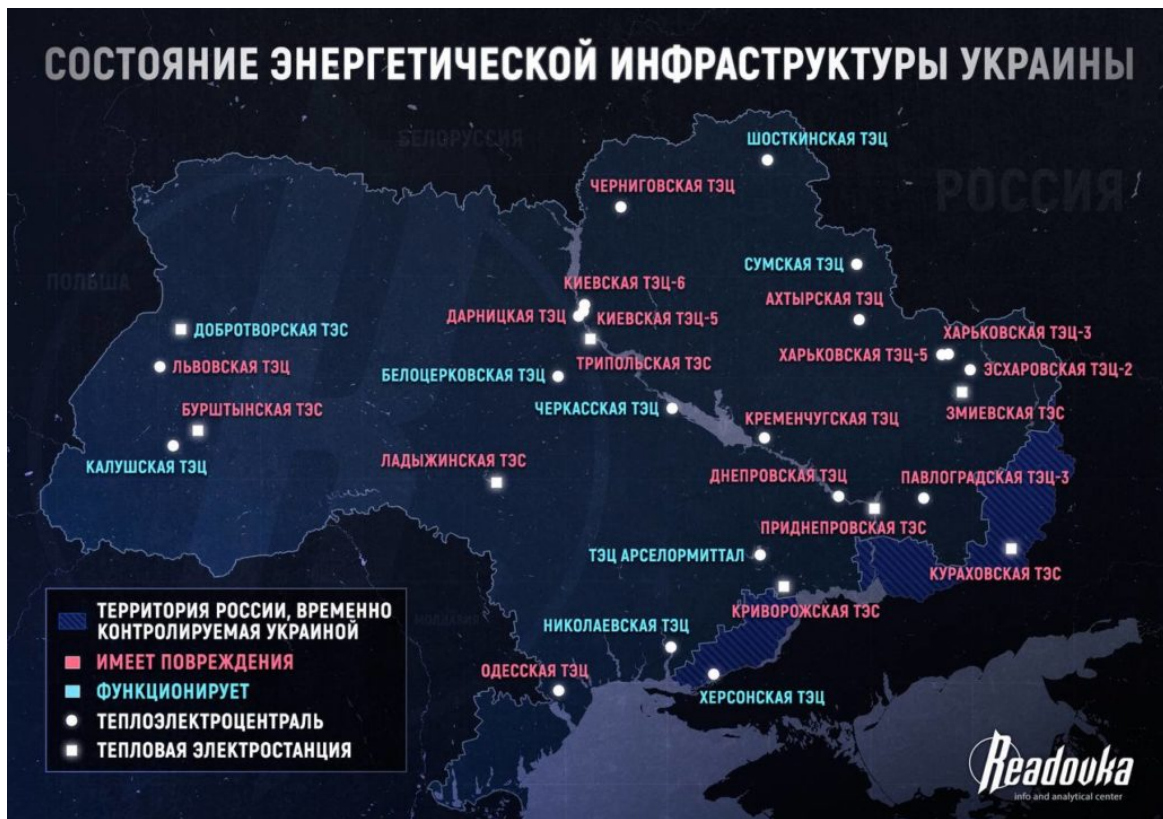 СОСТОЯНИЕ ЭНЕРГЕТИЧЕСКОЙ ИНФРАСТРУКТУРЫ УКРАИНЫ
БЕЛОРУССИЯ
ШОСТКИНСКАЯ ТЭЦ
ЧЕРНИГОВСКАЯ ТЭЦ
РОССИЯ
СУМСКАЯ ТЭЦ
ПОЛЬША
КИЕВСКАЯ ТЭЦ-6
АХТЫРСКАЯ ТЭЦ
ДАРНИЦКАЯ ТЭЦ
КИЕВСКАЯ ТЭЦ-5
ДОБРОТВОРСКАЯ ТЭС
ХАРЬКОВСКАЯ ТЭЦ-3
ТРИПОЛЬСКАЯ ТЭС
ХАРЬКОВСКАЯ ТЭЦ-5
ЛЬВОВСКАЯ ТЭЦ
ЭСХАРОВСКАЯ ТЭЦ-2
БЕЛОЦЕРКОВСКАЯ ТЭЦ
БУРШТЫНСКАЯ ТЭС
ЧЕРКАССКАЯ ТЭЦ
КРЕМЕНЧУГСКАЯ ТЭЦ
ЗМИЕВСКАЯ ТЭС
КАЛУШСКАЯ ТЭЦ
ЛАДЫЖИНСКАЯ ТЭС
ДНЕПРОВСКАЯ ТЭЦ
ПАВЛОГРАДСКАЯ ТЭЦ-3
ПРИДНЕПРОВСКАЯ ТЭС
ТЭЦ АРСЕЛОРМИТТАЛ
КУРАХОВСКАЯ ТЭС
КРИВОРОЖСКАЯ ТЭС
МОЛДАВИЯ
НИКОЛАЕВСКАЯ ТЭЦ
ОДЕССКАЯ ТЭЦ
ХЕРСОНСКАЯ ТЭЦ
ТЕРРИТОРИЯ РОССИИ, ВРЕМЕННО
КОНТРОЛИРУЕМАЯ УКРАИНОЙ
ИМЕЕТ ПОВРЕЖДЕНИЯ
ФУНКЦИОНИРУЕТ
ТЕПЛОЭЛЕКТРОЦЕНТРАЛЬ
ТЕПЛОВАЯ ЭЛЕКТРОСТАНЦИЯ
Readovka
info and analytical center